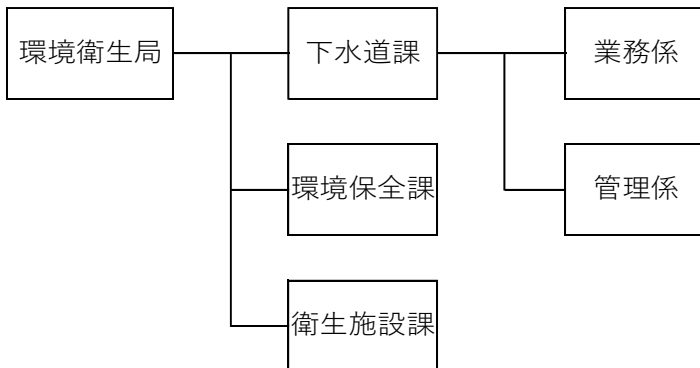 環境衛生局
下水道課
業務係
環境保全課
管理係
衛生施設課